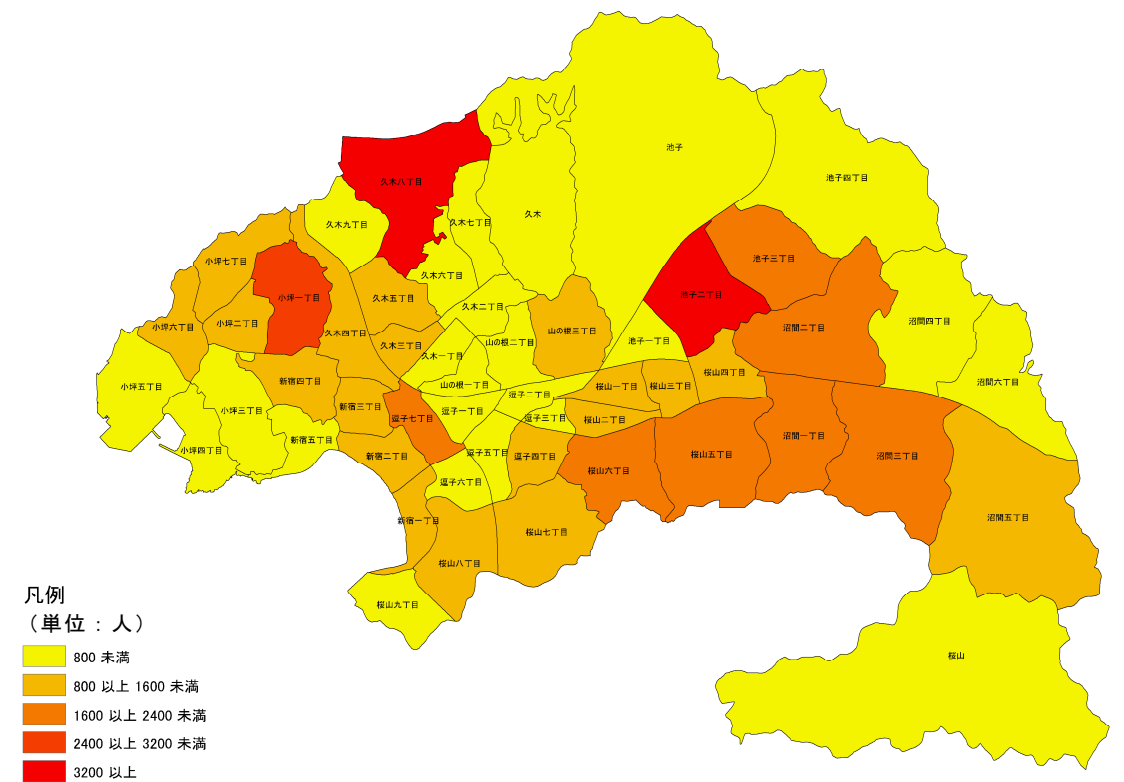 池子
池子四丁目
久木八丁目
久木
久木七丁目
久木九丁目
池子三丁目
小坪七丁目
久木六丁目
池子二丁目
小坪一丁目
久木五丁目
久木二丁目
沼間四丁目
小坪二丁目
小坪六丁目
沼間二丁目
山の根三丁目
久木四丁目
池子一丁目
山の根二丁目
久木三丁目
久木一丁目
桜山四丁目
沼間六丁目
新宿四丁目
山の根一丁目
小坪五丁目
桜山一丁目
桜山三丁目
逗子二丁目
新宿三丁目
小坪三丁目
逗子一丁目
逗子七丁目
逗子三丁目
桜山二丁目
沼間一丁目
新宿五丁目
小坪四丁目
逗子五丁目
桜山五丁目
新宿二丁目
逗子四丁目
沼間三丁目
桜山六丁目
逗子六丁目
沼間五丁目
新宿一丁目
桜山七丁目
桜山八丁目
桜山九丁目
桜山
凡例
（単位：人）
800 未満
800 以上 1600 未満
1600 以上 2400 未満
2400 以上 3200 未満
3200 以上